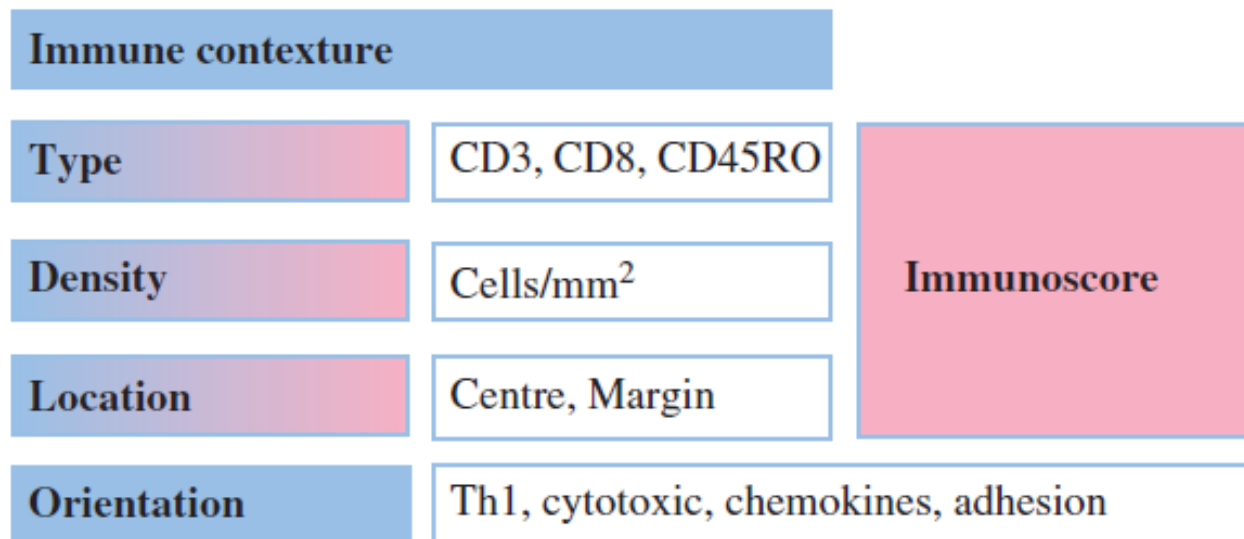 Immune contexture
Type
CD3, CD8, CD45RO
Density
Cells/mm²
Immunoscore
Location
Centre, Margin
Orientation
Th1, cytotoxic, chemokines, adhesion